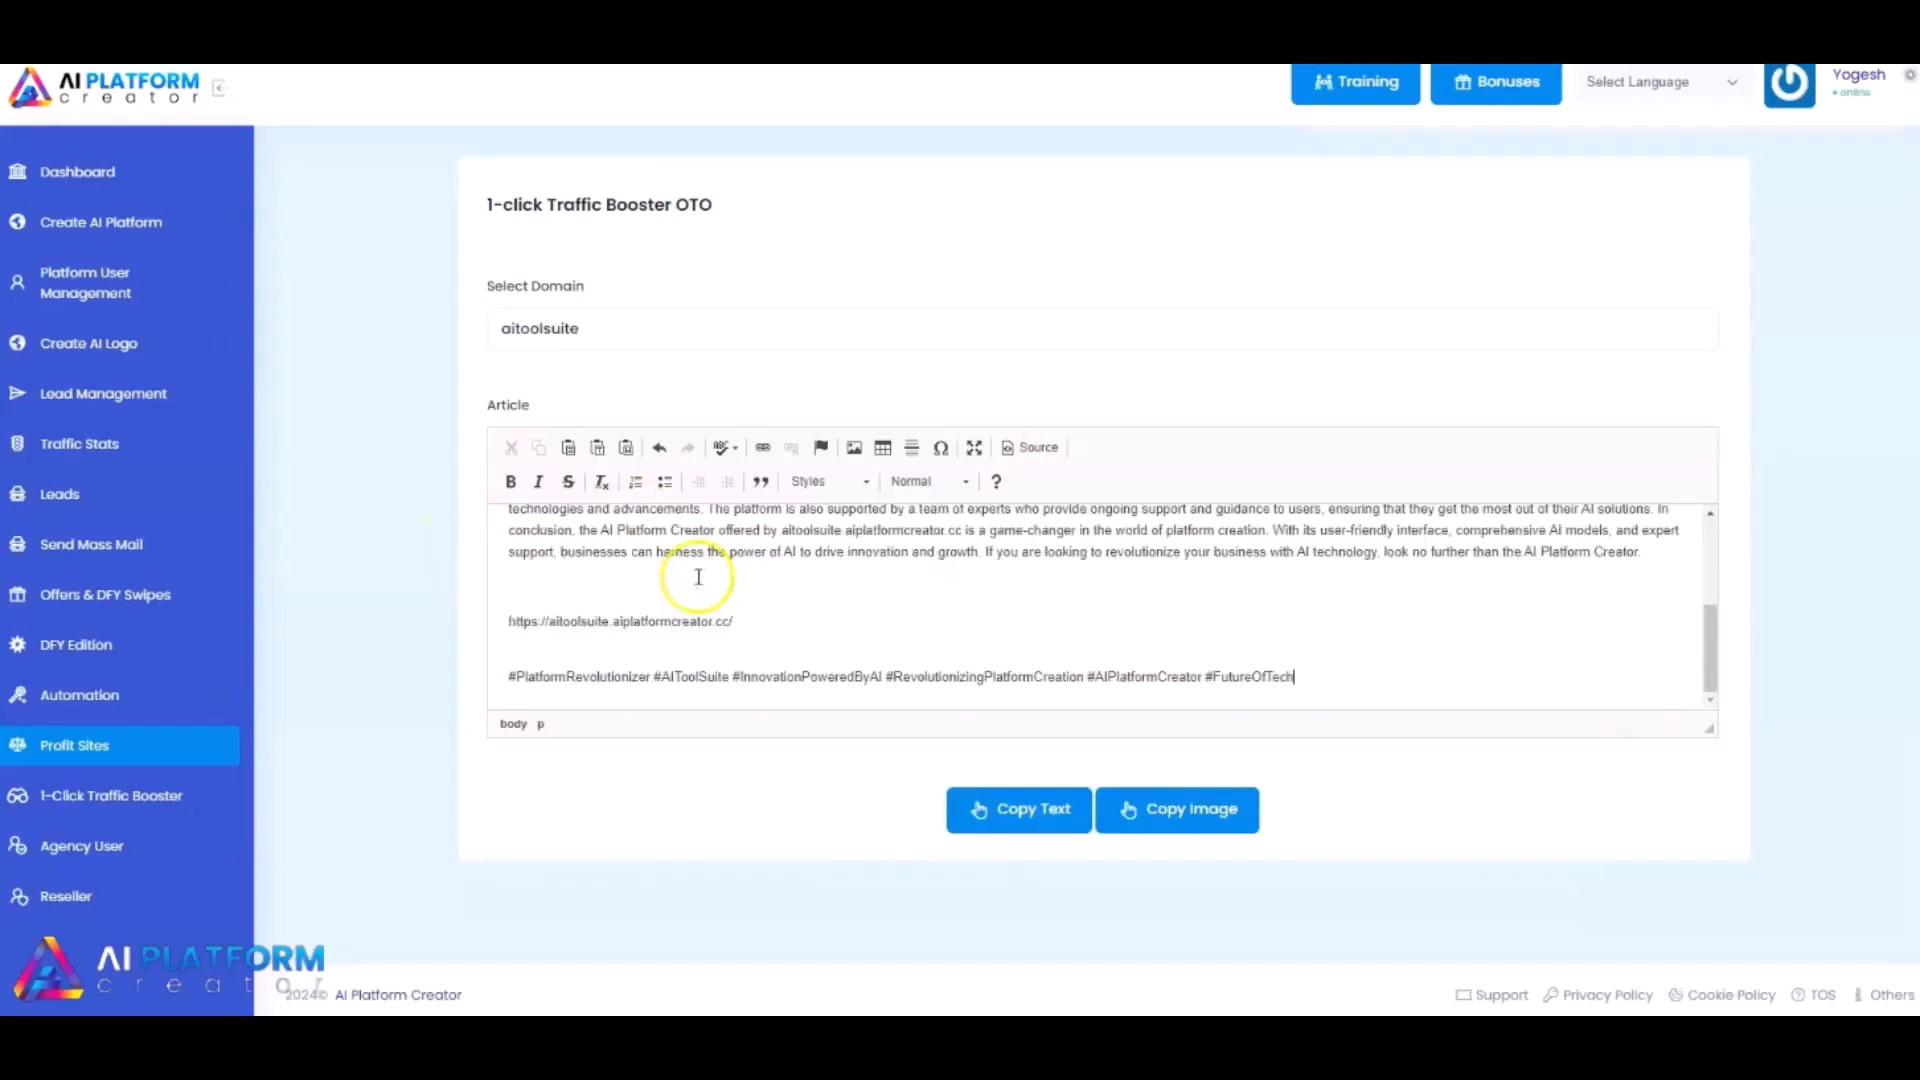 AI PLATFORM
creator
Training
Bonuses
Select Language
Yogesh
online
Dashboard
Create AI Platform
Platform User
Management
Create AI Logo
Lead Management
Traffic Stats
Leads
Send Mass Mail
Offers & DFY Swipes
DFY Edition
Automation
Profit Sites
1-Click Traffic Booster
Agency User
Reseller
1-click Traffic Booster OTO
Select Domain
aitoolsuite
Article
ABC
Source
B I S Tx
Styles
Normal
?
technologies and advancements. The platform is also supported by a team of experts who provide ongoing support and guidance to users, ensuring that they get the most out of their AI solutions. In
conclusion, the AI Platform Creator offered by aitoolsuite aiplatformcreator.cc is a game-changer in the world of platform creation. With its user-friendly interface, comprehensive AI models, and expert
support, businesses can harness the power of AI to drive innovation and growth. If you are looking to revolutionize your business with AI technology, look no further than the AI Platform Creator.
https://aitoolsuite.aiplatformcreator.cc/
#PlatformRevolutionizer #AIToolSuite #InnovationPoweredByAI #RevolutionizingPlatformCreation #AIPlatformCreator #FutureOfTech
body p
Copy Text
Copy Image
AI PLATFORM
creator
2024© AI Platform Creator
Support
Privacy Policy
Cookie Policy
TOS
Others